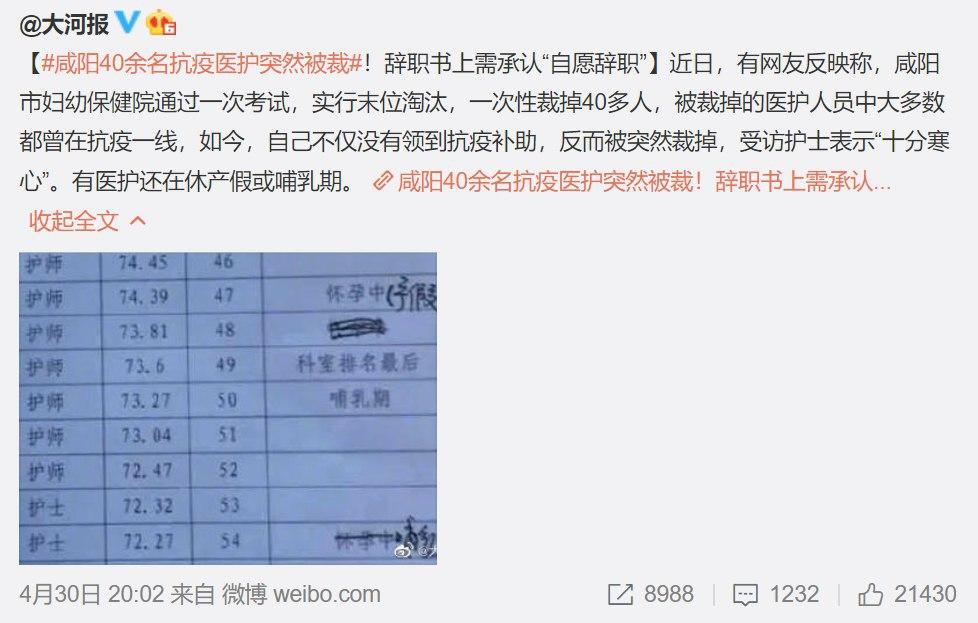 @大河报
【#咸阳40余名抗疫医护突然被裁#！辞职书上需承认“自愿辞职”】近日，有网友反映称，咸阳
市妇幼保健院通过一次考试，实行末位淘汰，一次性裁掉40多人，被裁掉的医护人员中大多数
都曾在抗疫一线，如今，自己不仅没有领到抗疫补助，反而被突然裁掉，受访护士表示“十分寒
心”。有医护还在休产假或哺乳期。 咸阳40余名抗疫医护突然被裁！辞职书上需承认...
收起全文
护师 74.45 46
护师 74.39 47 怀孕中
护师 73.81 48
护师 73.6 49 科室排名最后
护师 73.27 50 哺乳期
护师 73.04 51
护师 72.47 52
护士 72.32 53
护士 72.27 54 怀孕中
4月30日 20:02 来自 微博 weibo.com
8988 1232 21430